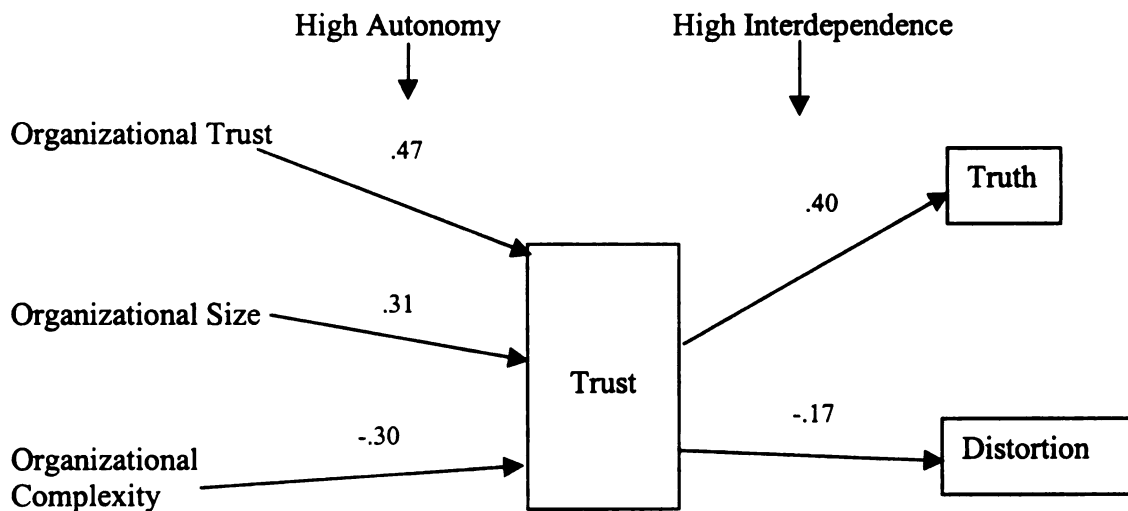 High Autonomy
High Interdependence
Organizational Trust
.47
Truth
.40
Organizational Size
.31
Trust
-.17
-.30
Distortion
Organizational
Complexity